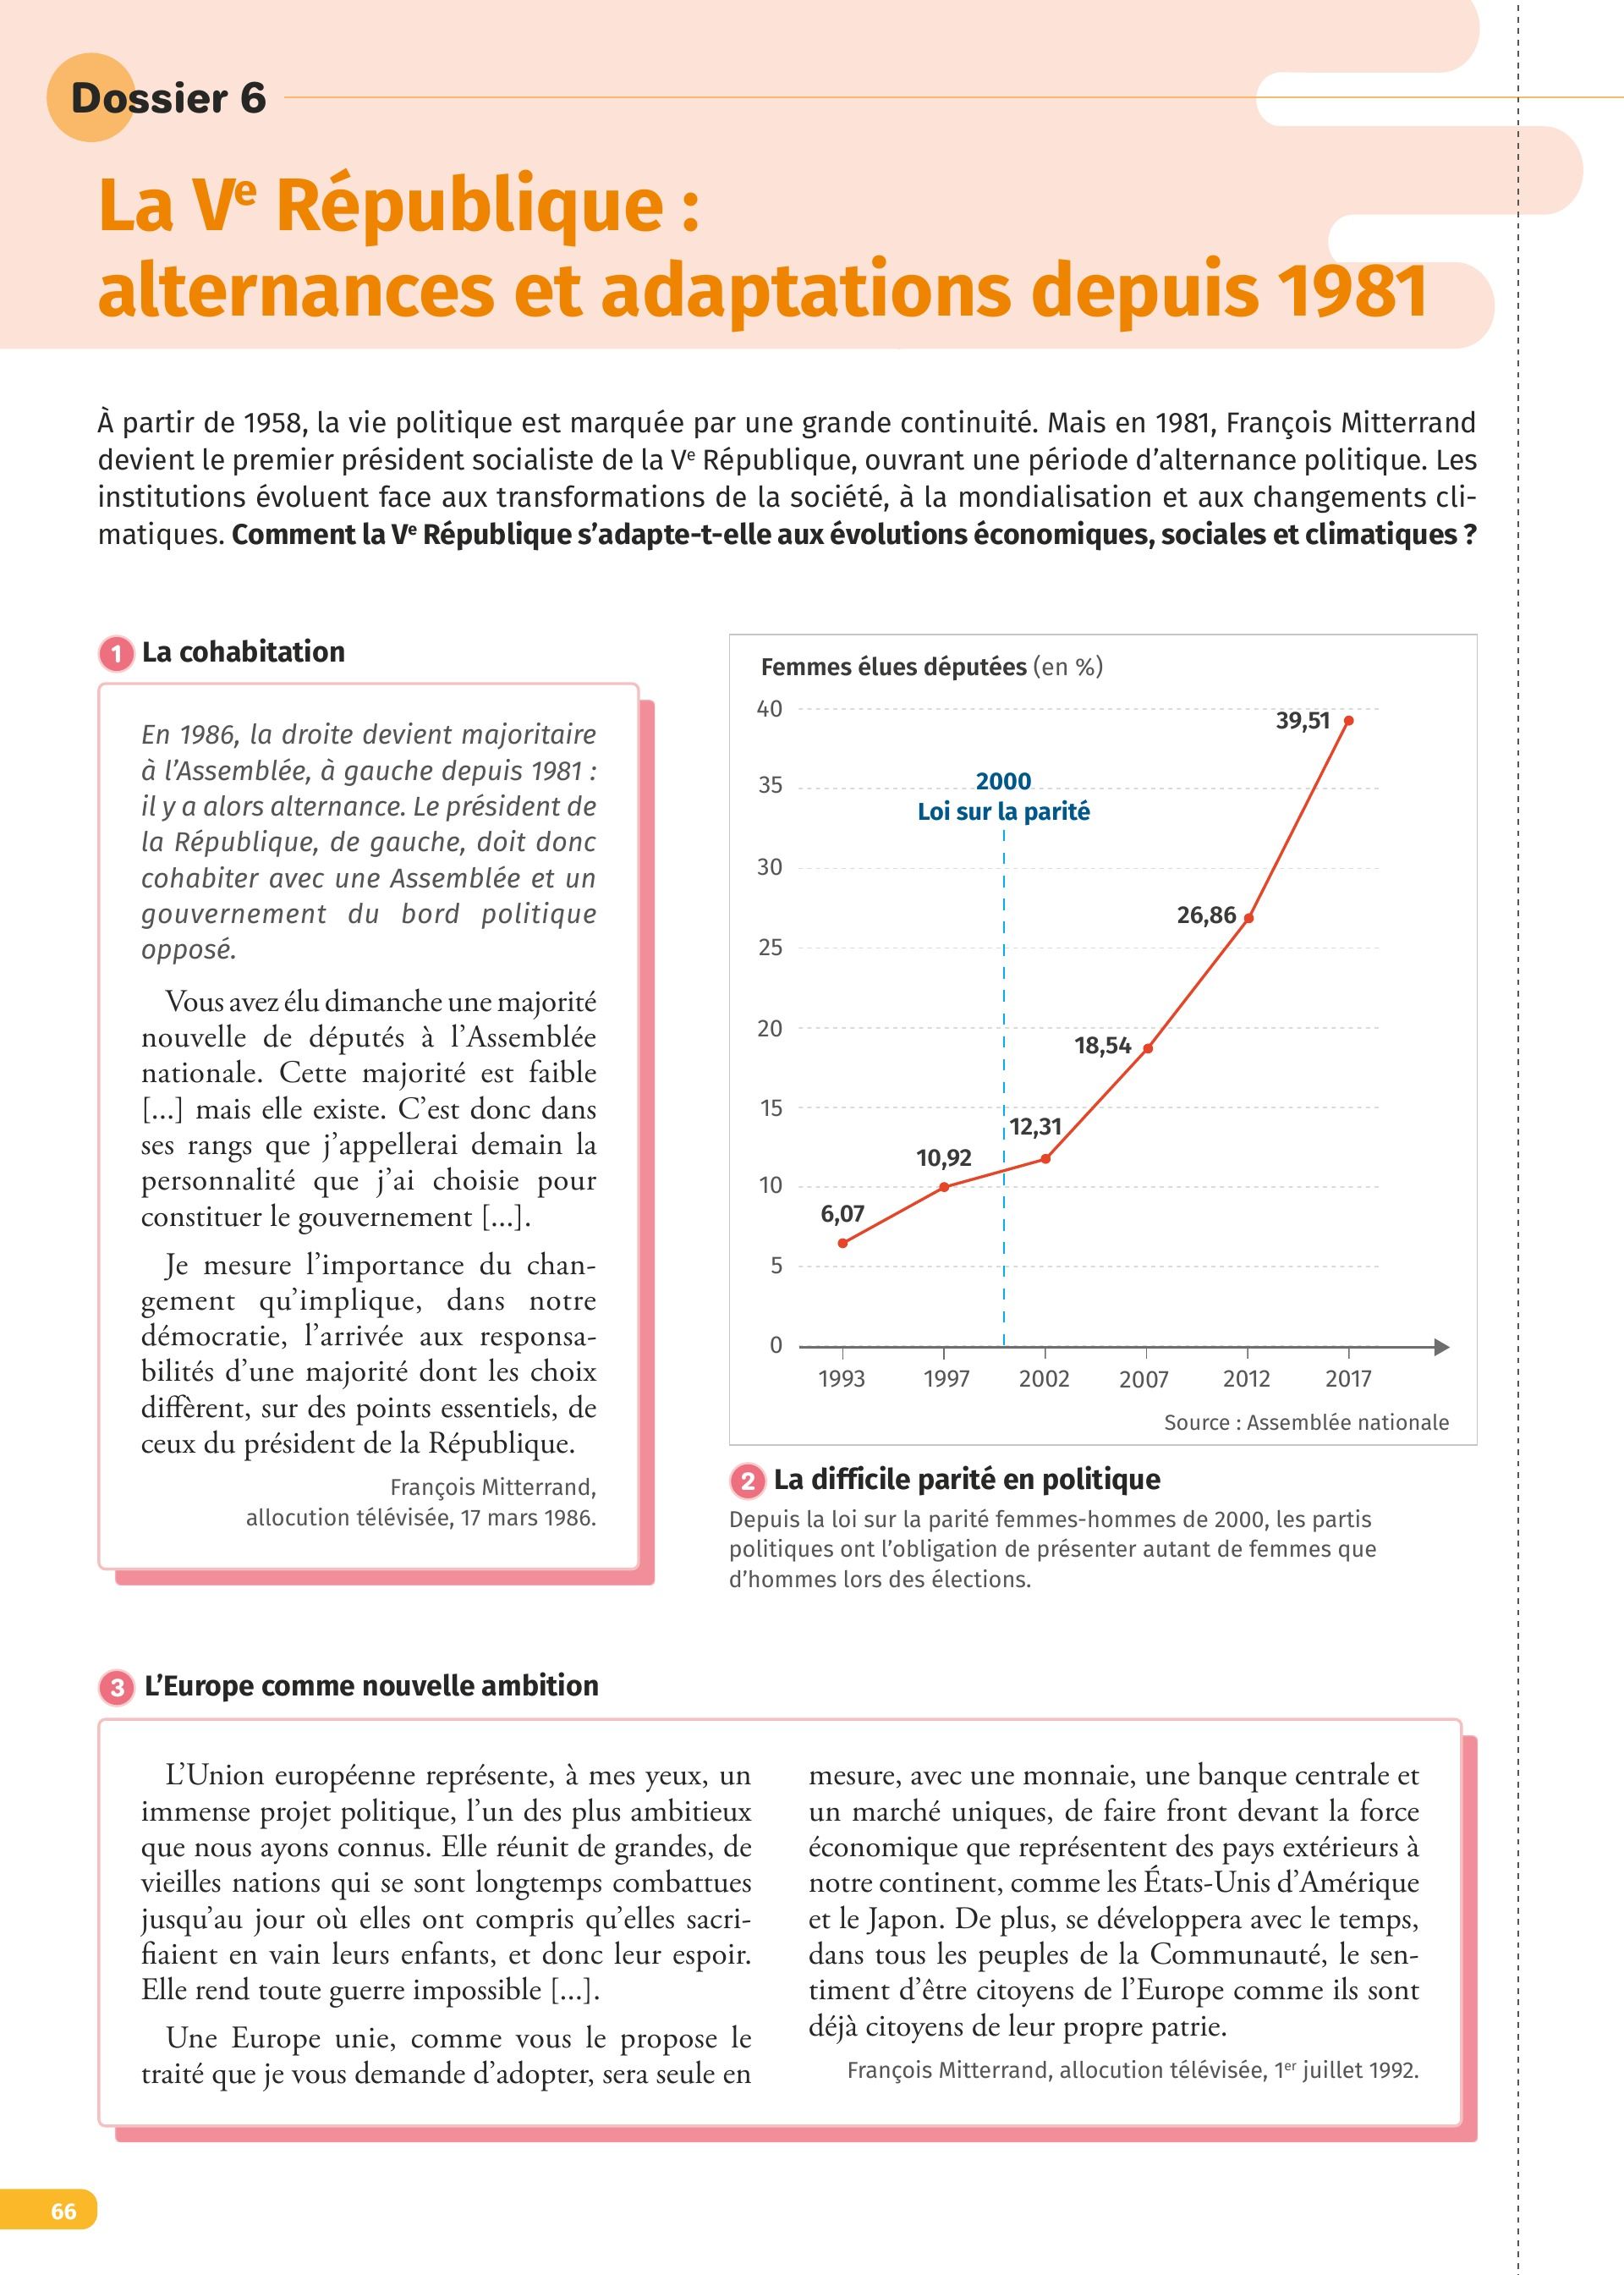 Dossier 6
La Vᵉ République :
alternances et adaptations depuis 1981
À partir de 1958, la vie politique est marquée par une grande continuité. Mais en 1981, François Mitterrand
devient le premier président socialiste de la Vᵉ République, ouvrant une période d’alternance politique. Les
institutions évoluent face aux transformations de la société, à la mondialisation et aux changements cli-
matiques. Comment la Vᵉ République s’adapte-t-elle aux évolutions économiques, sociales et climatiques ?
1 La cohabitation
En 1986, la droite devient majoritaire
à l’Assemblée, à gauche depuis 1981 :
il y a alors alternance. Le président de
la République, de gauche, doit donc
cohabiter avec une Assemblée et un
gouvernement du bord politique
opposé.
Vous avez élu dimanche une majorité
nouvelle de députés à l’Assemblée
nationale. Cette majorité est faible
[...] mais elle existe. C’est donc dans
ses rangs que j’appellerai demain la
personnalité que j’ai choisie pour
constituer le gouvernement [...].
Je mesure l’importance du chan-
gement qu’implique, dans notre
démocratie, l’arrivée aux responsa-
bilités d’une majorité dont les choix
diffèrent, sur des points essentiels, de
ceux du président de la République.
François Mitterrand,
allocution télévisée, 17 mars 1986.
Femmes élues députées (en %)
40
35
30
25
20
15
10
5
0
2000
Loi sur la parité
6,07
10,92
12,31
18,54
26,86
39,51
1993 1997 2002 2007 2012 2017
Source : Assemblée nationale
2 La difficile parité en politique
Depuis la loi sur la parité femmes-hommes de 2000, les partis
politiques ont l’obligation de présenter autant de femmes que
d’hommes lors des élections.
3 L’Europe comme nouvelle ambition
L’Union européenne représente, à mes yeux, un
immense projet politique, l’un des plus ambitieux
que nous ayons connus. Elle réunit de grandes, de
vieilles nations qui se sont longtemps combattues
jusqu’au jour où elles ont compris qu’elles sacri-
fiaient en vain leurs enfants, et donc leur espoir.
Elle rend toute guerre impossible [...].
Une Europe unie, comme vous le propose le
traité que je vous demande d’adopter, sera seule en
mesure, avec une monnaie, une banque centrale et
un marché uniques, de faire front devant la force
économique que représentent des pays extérieurs à
notre continent, comme les États-Unis d’Amérique
et le Japon. De plus, se développera avec le temps,
dans tous les peuples de la Communauté, le sen-
timent d’être citoyens de l’Europe comme ils sont
déjà citoyens de leur propre patrie.
François Mitterrand, allocution télévisée, 1ᵉʳ juillet 1992.
66